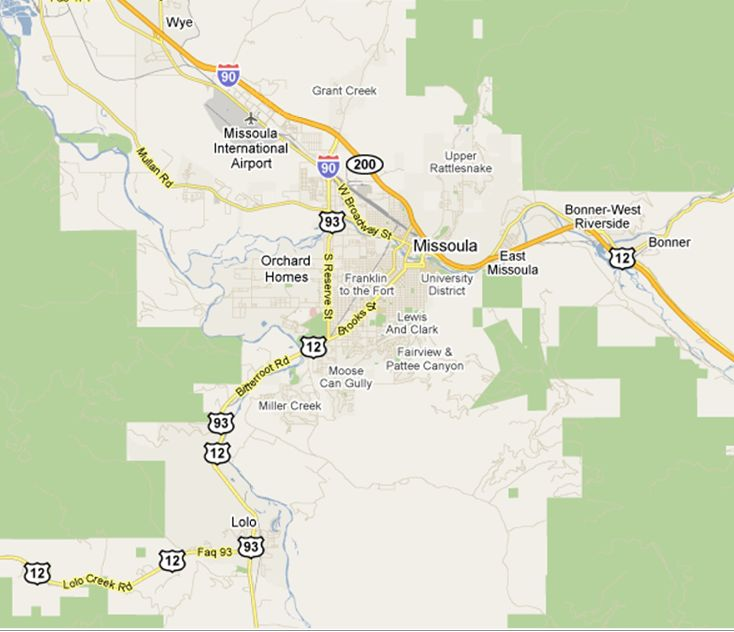 Wye
90
Grant Creek
Missoula
International
Airport
Mullan Rd
90
200
Upper
Rattlesnake
W Broadway St
93
Bonner-West
Riverside
Bonner
12
Missoula
East
Missoula
Orchard
Homes
S Reserve St
Franklin
to the Fort
University
District
Brooks St
Lewis
And Clark
12
Fairview &
Pattee Canyon
Bitterroot Rd
Moose
Can Gully
Miller Creek
93
12
Lolo
93
Faq 93
12
12
Lolo Creek Rd